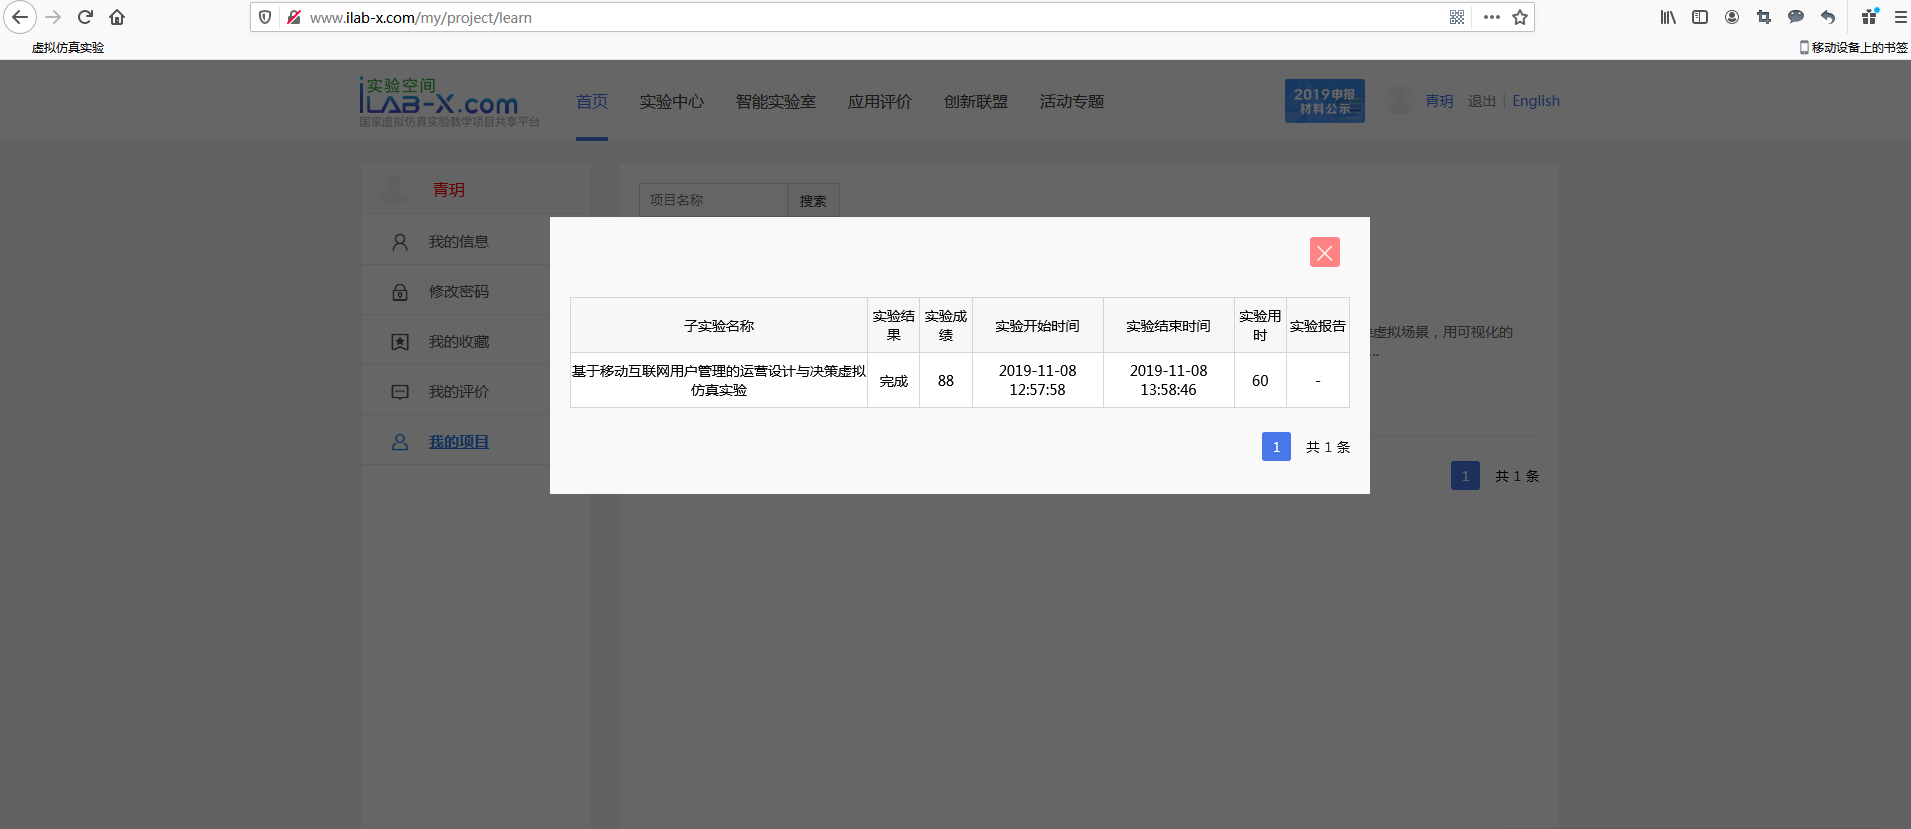 www.ilab-x.com/my/project/learn
虚拟仿真实验
移动设备上的书签
实验空间
iLAB-X.com
国家虚拟仿真实验教学项目共享平台
首页 实验中心 智能实验室 应用评价 创新联盟 活动专题
2019申报
材料公示
青玥 退出 | English
青玥
我的信息
修改密码
我的收藏
我的评价
我的项目
项目名称 搜索
虚拟场景，用可视化的
...
子实验名称 实验结果 实验成绩 实验开始时间 实验结束时间 实验用时 实验报告
基于移动互联网用户管理的运营设计与决策虚拟仿真实验 完成 88 2019-11-08 12:57:58 2019-11-08 13:58:46 60 -
1 共 1 条
1 共 1 条